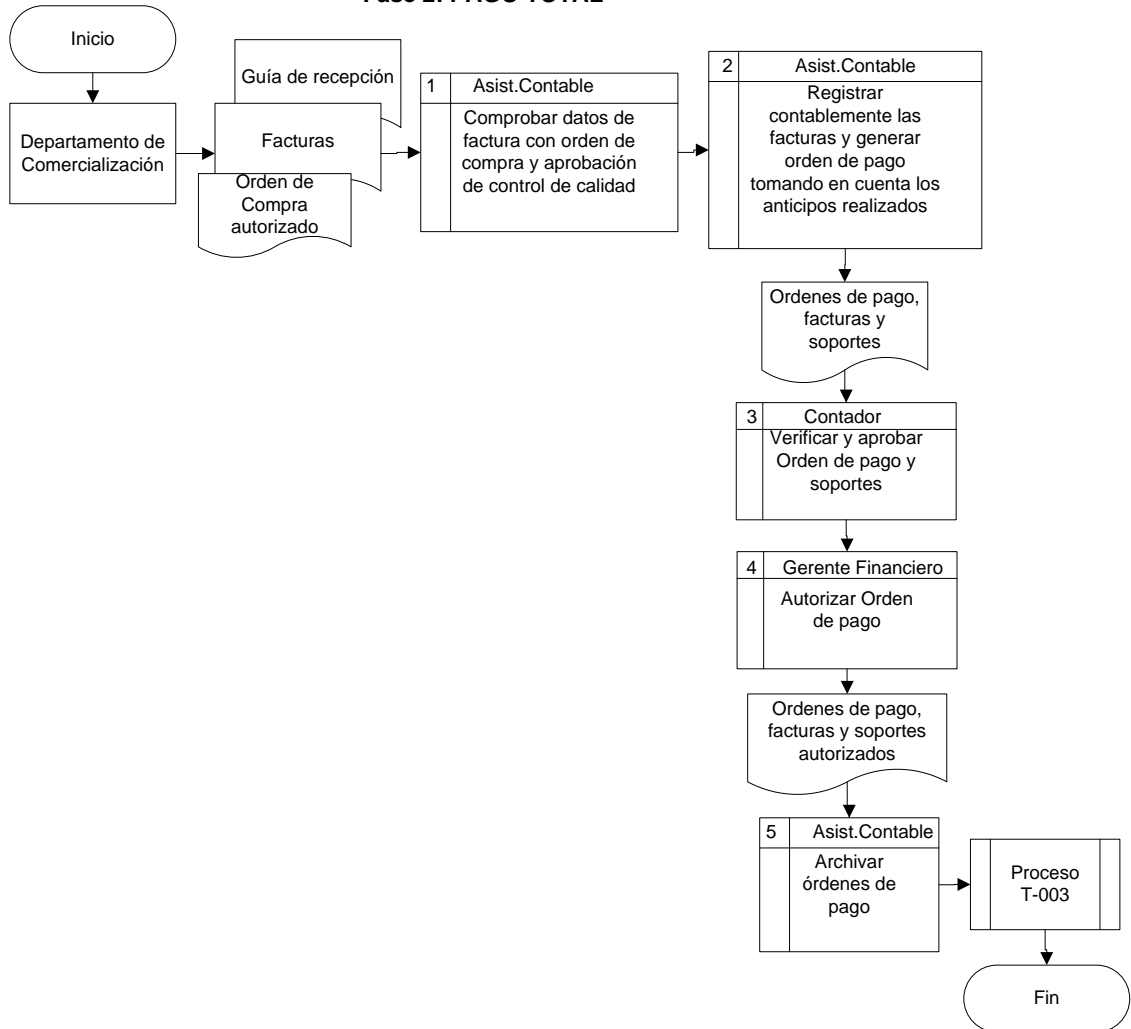 Inicio
Departamento de
Comercialización
Guía de recepción
Facturas
Orden de
Compra
autorizado
1 Asist.Contable
Comprobar datos de
factura con orden de
compra y aprobación
de control de calidad
2 Asist.Contable
Registrar
contablemente las
facturas y generar
orden de pago
tomando en cuenta los
anticipos realizados
Ordenes de pago,
facturas y
soportes
3 Contador
Verificar y aprobar
Orden de pago y
soportes
4 Gerente Financiero
Autorizar Orden
de pago
Ordenes de pago,
facturas y soportes
autorizados
5 Asist.Contable
Archivar
órdenes de
pago
Proceso
T-003
Fin